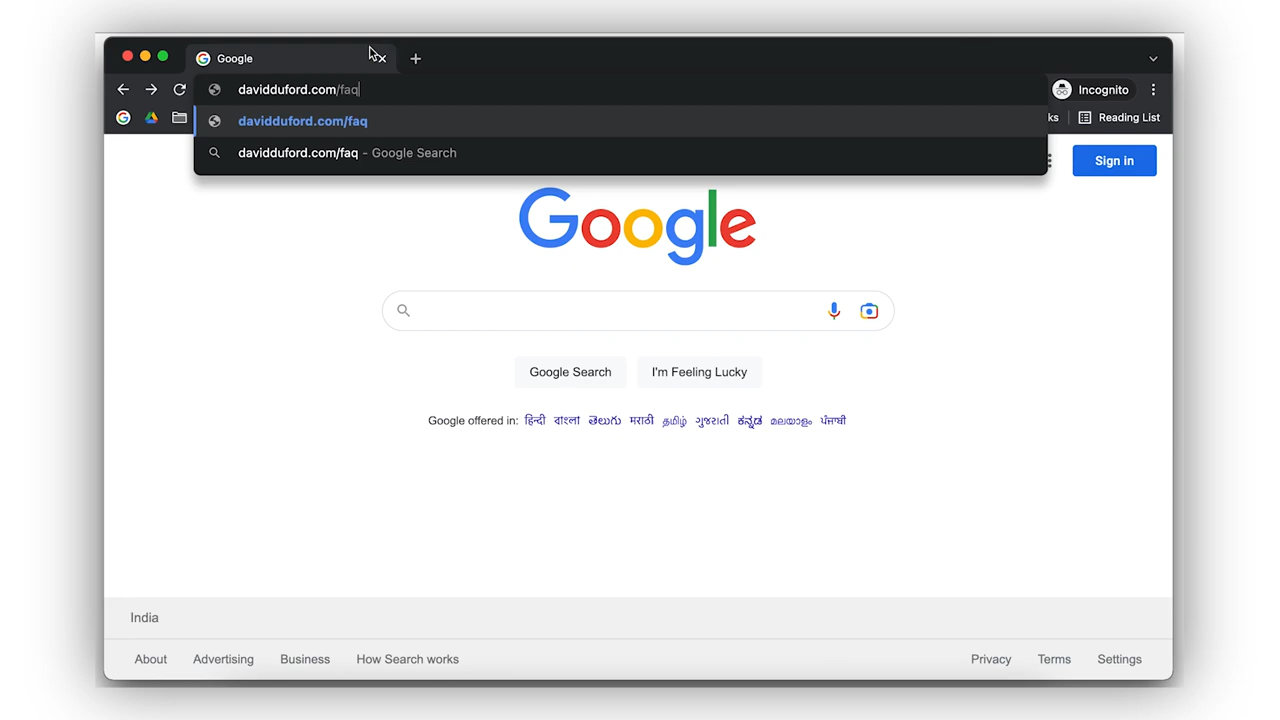 Google
davidduford.com/faq
Incognito
davidduford.com/faq
ks
Reading List
davidduford.com/faq – Google Search
Sign in
Google
Google Search
I'm Feeling Lucky
Google offered in: हिन्दी বাংলা తెలుగు मराठी தமிழ் ગુજરાતી ಕನ್ನಡ മലയാളം ਪੰਜਾਬੀ
India
About Advertising Business How Search works Privacy Terms Settings